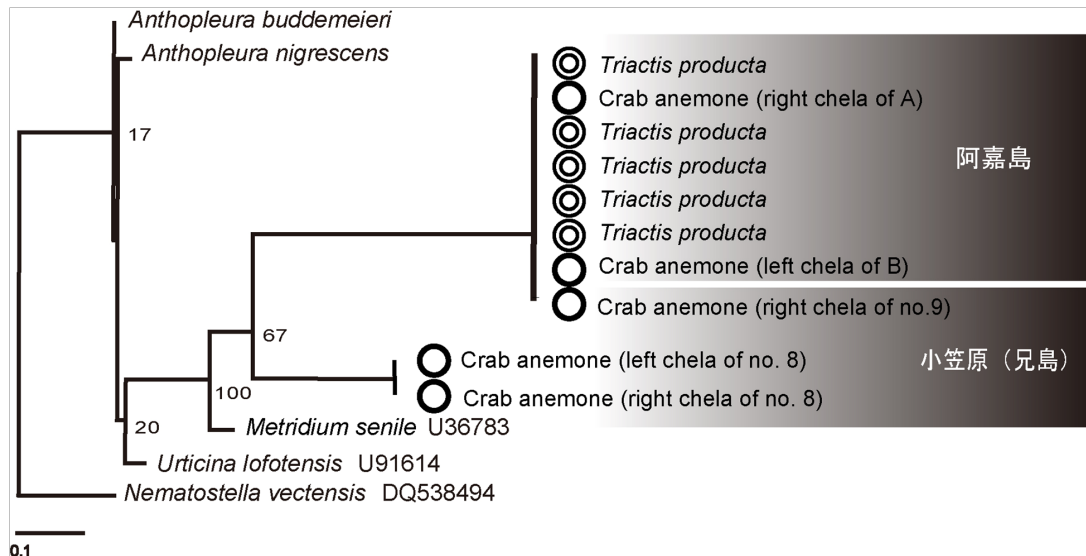 Anthopleura buddemeieri
Anthopleura nigrescens
Triactis producta
Crab anemone (right chela of A)
17
Triactis producta
Triactis producta
阿嘉島
Triactis producta
Triactis producta
Crab anemone (left chela of B)
Crab anemone (right chela of no.9)
67
Crab anemone (left chela of no. 8)
小笠原（兄島）
100
Crab anemone (right chela of no. 8)
20
Metridium senile U36783
Urticina lofotensis U91614
Nematostella vectensis DQ538494
0.1